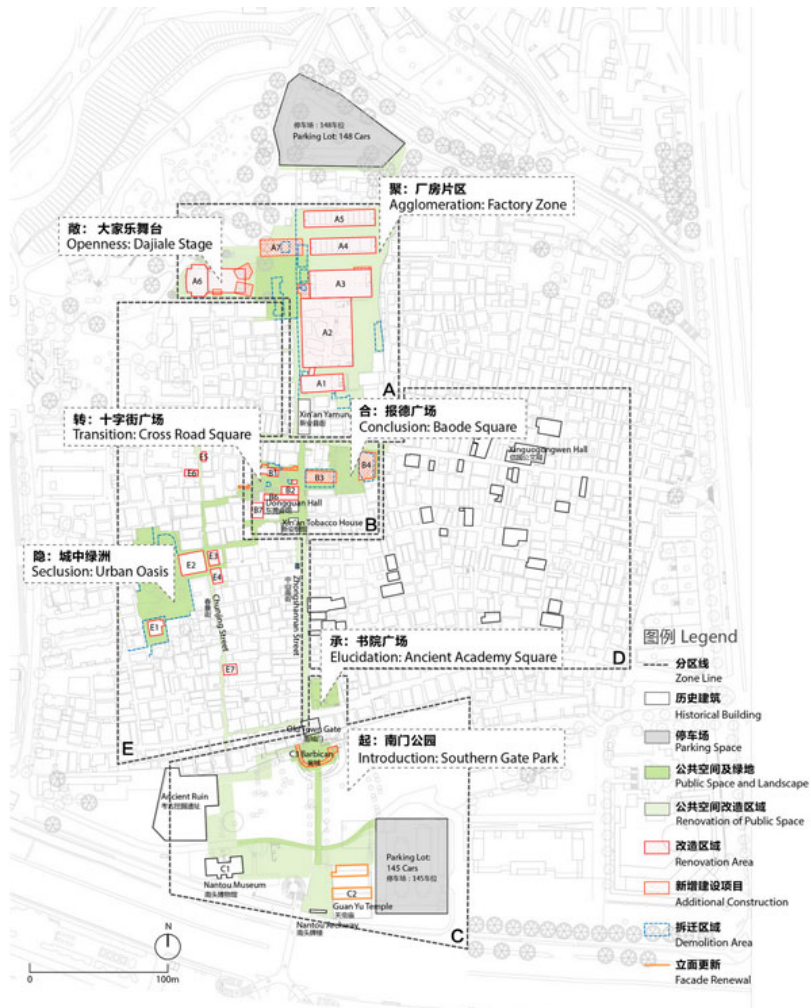 停车场：148车位
Parking Lot: 148 Cars
聚：厂房片区
Agglomeration: Factory Zone
敞：大家乐舞台
Openness: Dajiale Stage
A5
A7
A4
A6
A3
A2
A1
A
Xin'an Yamun
转：十字街广场
Transition: Cross Road Square
合：报德广场
Conclusion: Baode Square
Xinguogongwen Hall
E5
E6
B1
B3
B4
B2
B6
B7
Dongguan Hall
Xin'an Tobacco House
B
隐：城中绿洲
Seclusion: Urban Oasis
E2
E3
E4
E1
E7
Chunjing Street
Zhongshannan Street
承：书院广场
Elucidation: Ancient Academy Square
D
E
Old Town Gate
C3 Barbican
起：南门公园
Introduction: Southern Gate Park
Ancient Ruin
C1
Nantou Museum
南头博物馆
C2
Guan Yu Temple
Nantou Archway
南头牌楼
Parking Lot:
145 Cars
停车场：145车位
C
N
0
100m
图例 Legend
分区线
Zone Line
历史建筑
Historical Building
停车场
Parking Space
公共空间及绿地
Public Space and Landscape
公共空间改造区域
Renovation of Public Space
改造区域
Renovation Area
新增建设项目
Additional Construction
拆迁区域
Demolition Area
立面更新
Facade Renewal